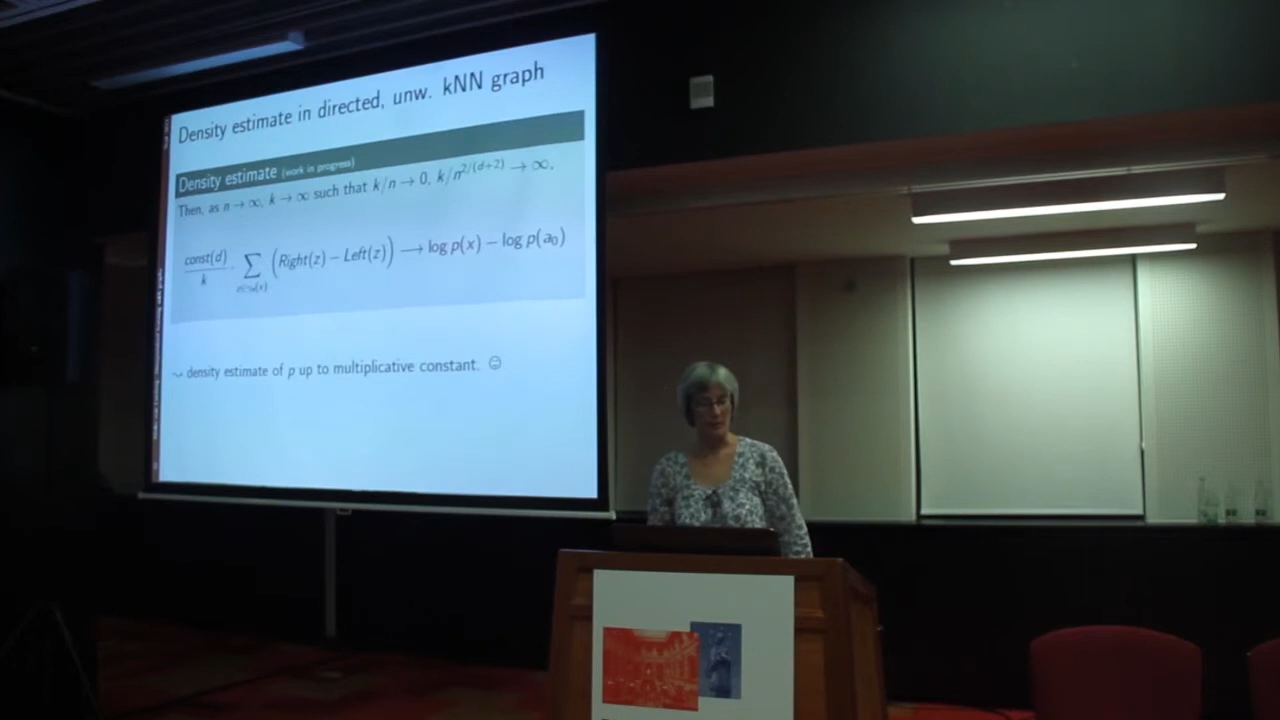 Density estimate in directed, unw. kNN graph
Density estimate (work in progress)
Then, as n → ∞, k → ∞ such that k/n → 0, k/n^{2/(d+2)} → ∞,
const(d)/k · ∑ (Right(z) − Left(z)) ⟶ log p(x) − log p(a₀)
⤳ density estimate of p up to multiplicative constant. ☺